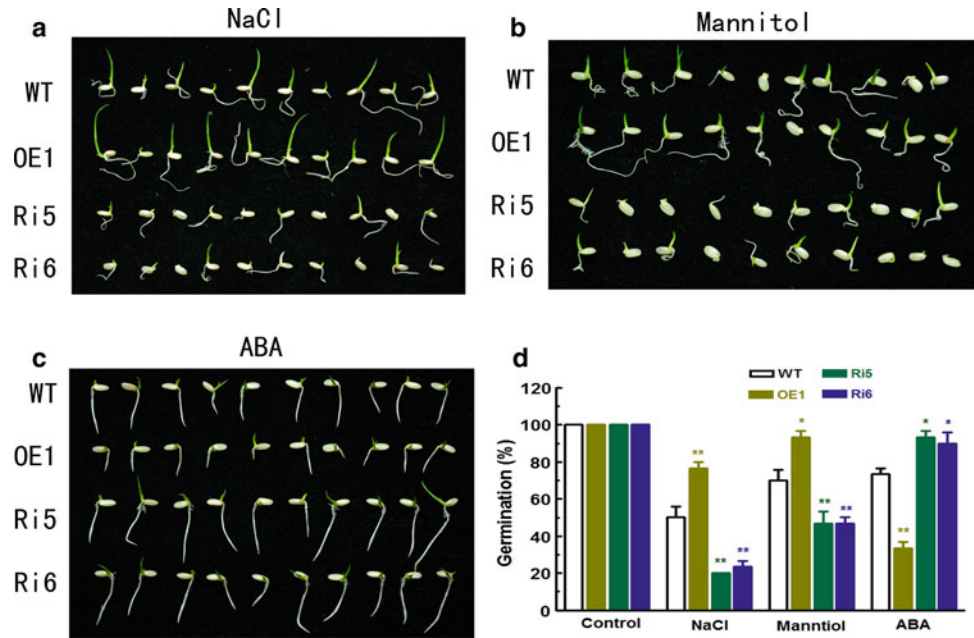 a
NaCl
WT
OE1
Ri5
Ri6
b
Mannitol
WT
OE1
Ri5
Ri6
c
ABA
WT
OE1
Ri5
Ri6
d
WT
Ri5
OE1
Ri6
Germination (%)
120
100
80
60
40
20
0
**
**
**
*
**
**
**
*
*
Control
NaCl
Manntiol
ABA